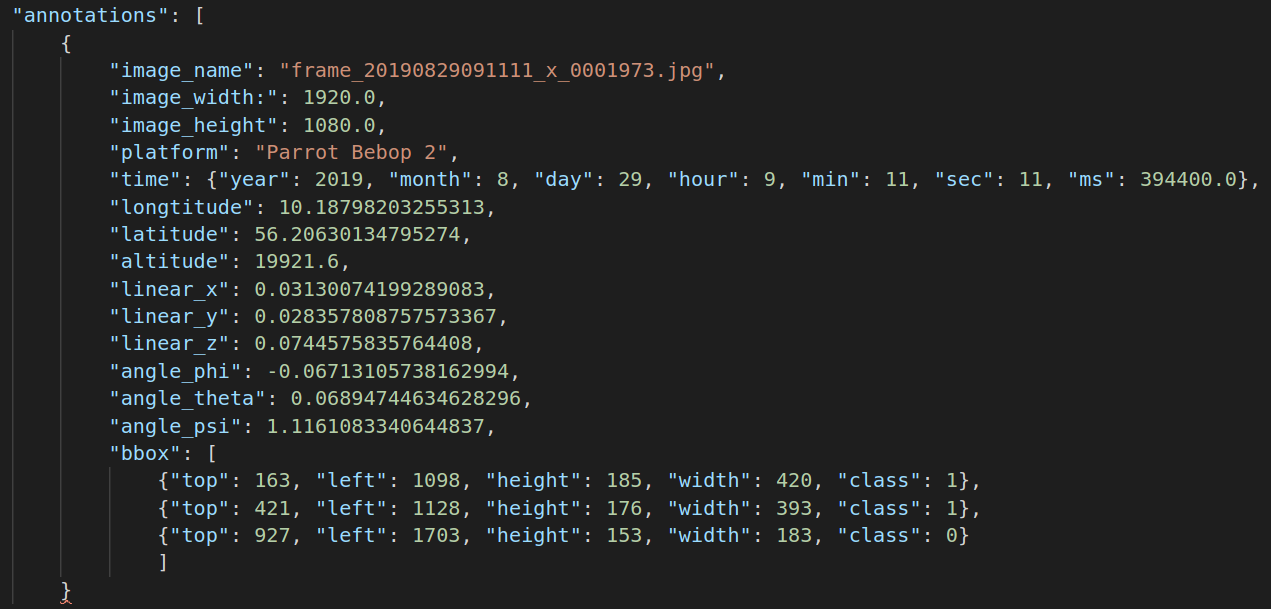 "annotations": [
{
"image_name": "frame_20190829091111_x_0001973.jpg",
"image_width:": 1920.0,
"image_height": 1080.0,
"platform": "Parrot Bebop 2",
"time": {"year": 2019, "month": 8, "day": 29, "hour": 9, "min": 11, "sec": 11, "ms": 394400.0},
"longtitude": 10.18798203255313,
"latitude": 56.20630134795274,
"altitude": 19921.6,
"linear_x": 0.03130074199289083,
"linear_y": 0.028357808757573367,
"linear_z": 0.0744575835764408,
"angle_phi": -0.06713105738162994,
"angle_theta": 0.06894744634628296,
"angle_psi": 1.1161083340644837,
"bbox": [
{"top": 163, "left": 1098, "height": 185, "width": 420, "class": 1},
{"top": 421, "left": 1128, "height": 176, "width": 393, "class": 1},
{"top": 927, "left": 1703, "height": 153, "width": 183, "class": 0}
]
}